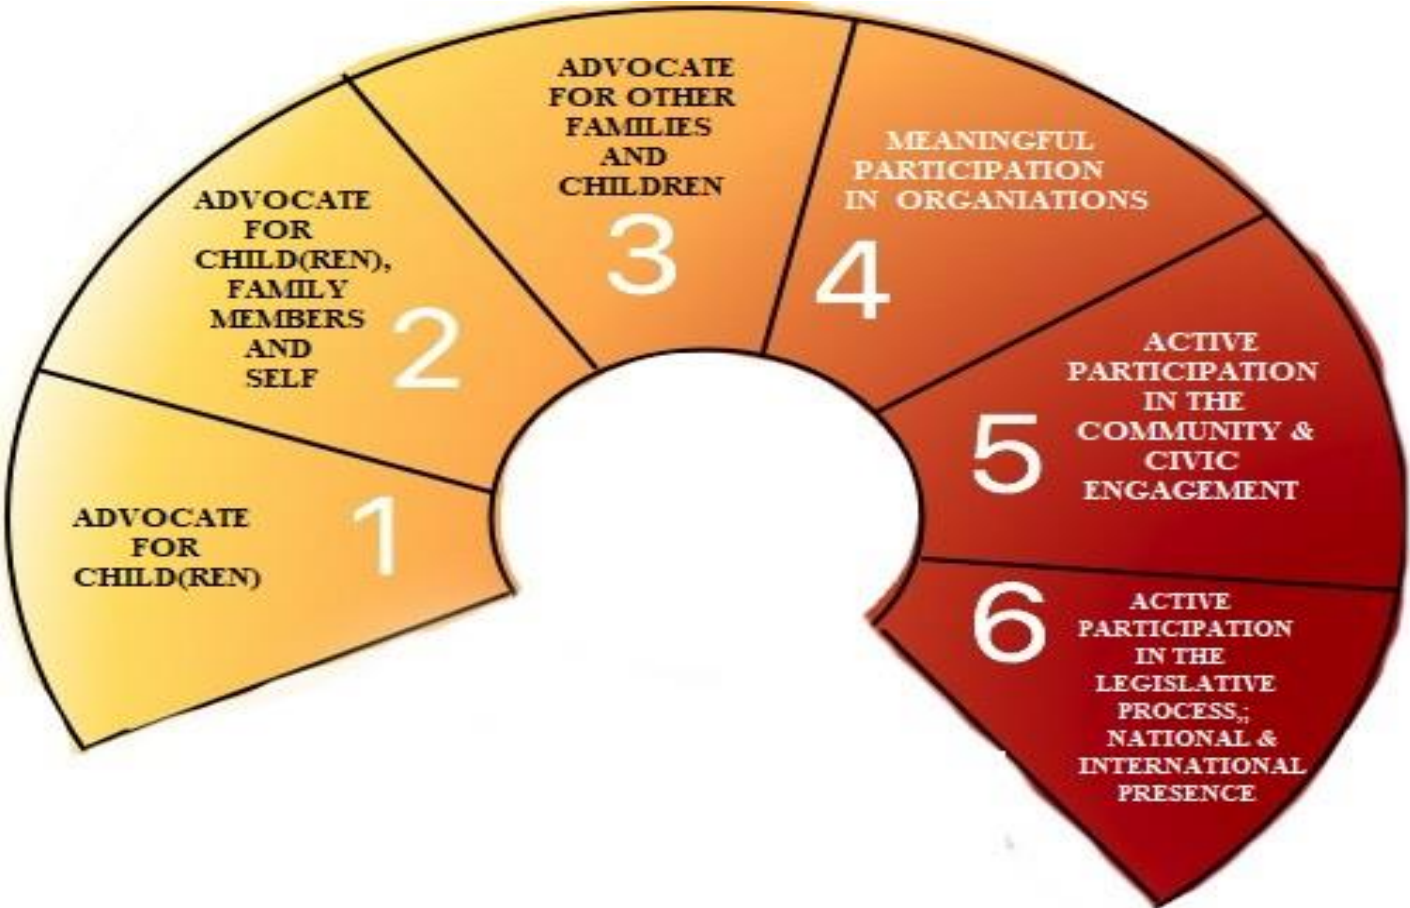 ADVOCATE
FOR
CHILD(REN)
1
ADVOCATE
FOR
CHILD(REN),
FAMILY
MEMBERS
AND
SELF
2
ADVOCATE
FOR OTHER
FAMILIES
AND
CHILDREN
3
MEANINGFUL
PARTICIPATION
IN ORGANIATIONS
4
ACTIVE
PARTICIPATION
IN THE
COMMUNITY &
CIVIC
ENGAGEMENT
5
ACTIVE
PARTICIPATION
IN THE
LEGISLATIVE
PROCESS,;
NATIONAL &
INTERNATIONAL
PRESENCE
6